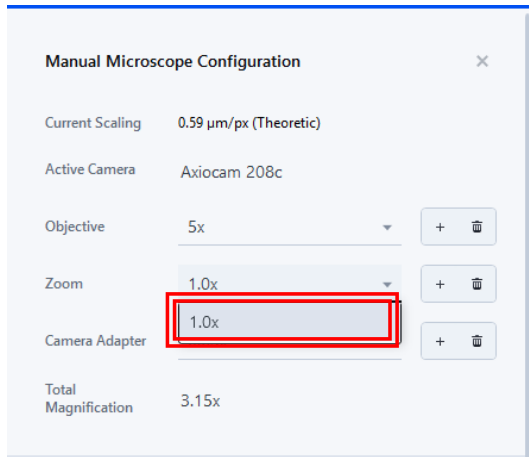 Manual Microscope Configuration
Current Scaling 0.59 μm/px (Theoretic)
Active Camera Axiocam 208c
Objective 5x
Zoom 1.0x
1.0x
Camera Adapter
Total
Magnification 3.15x